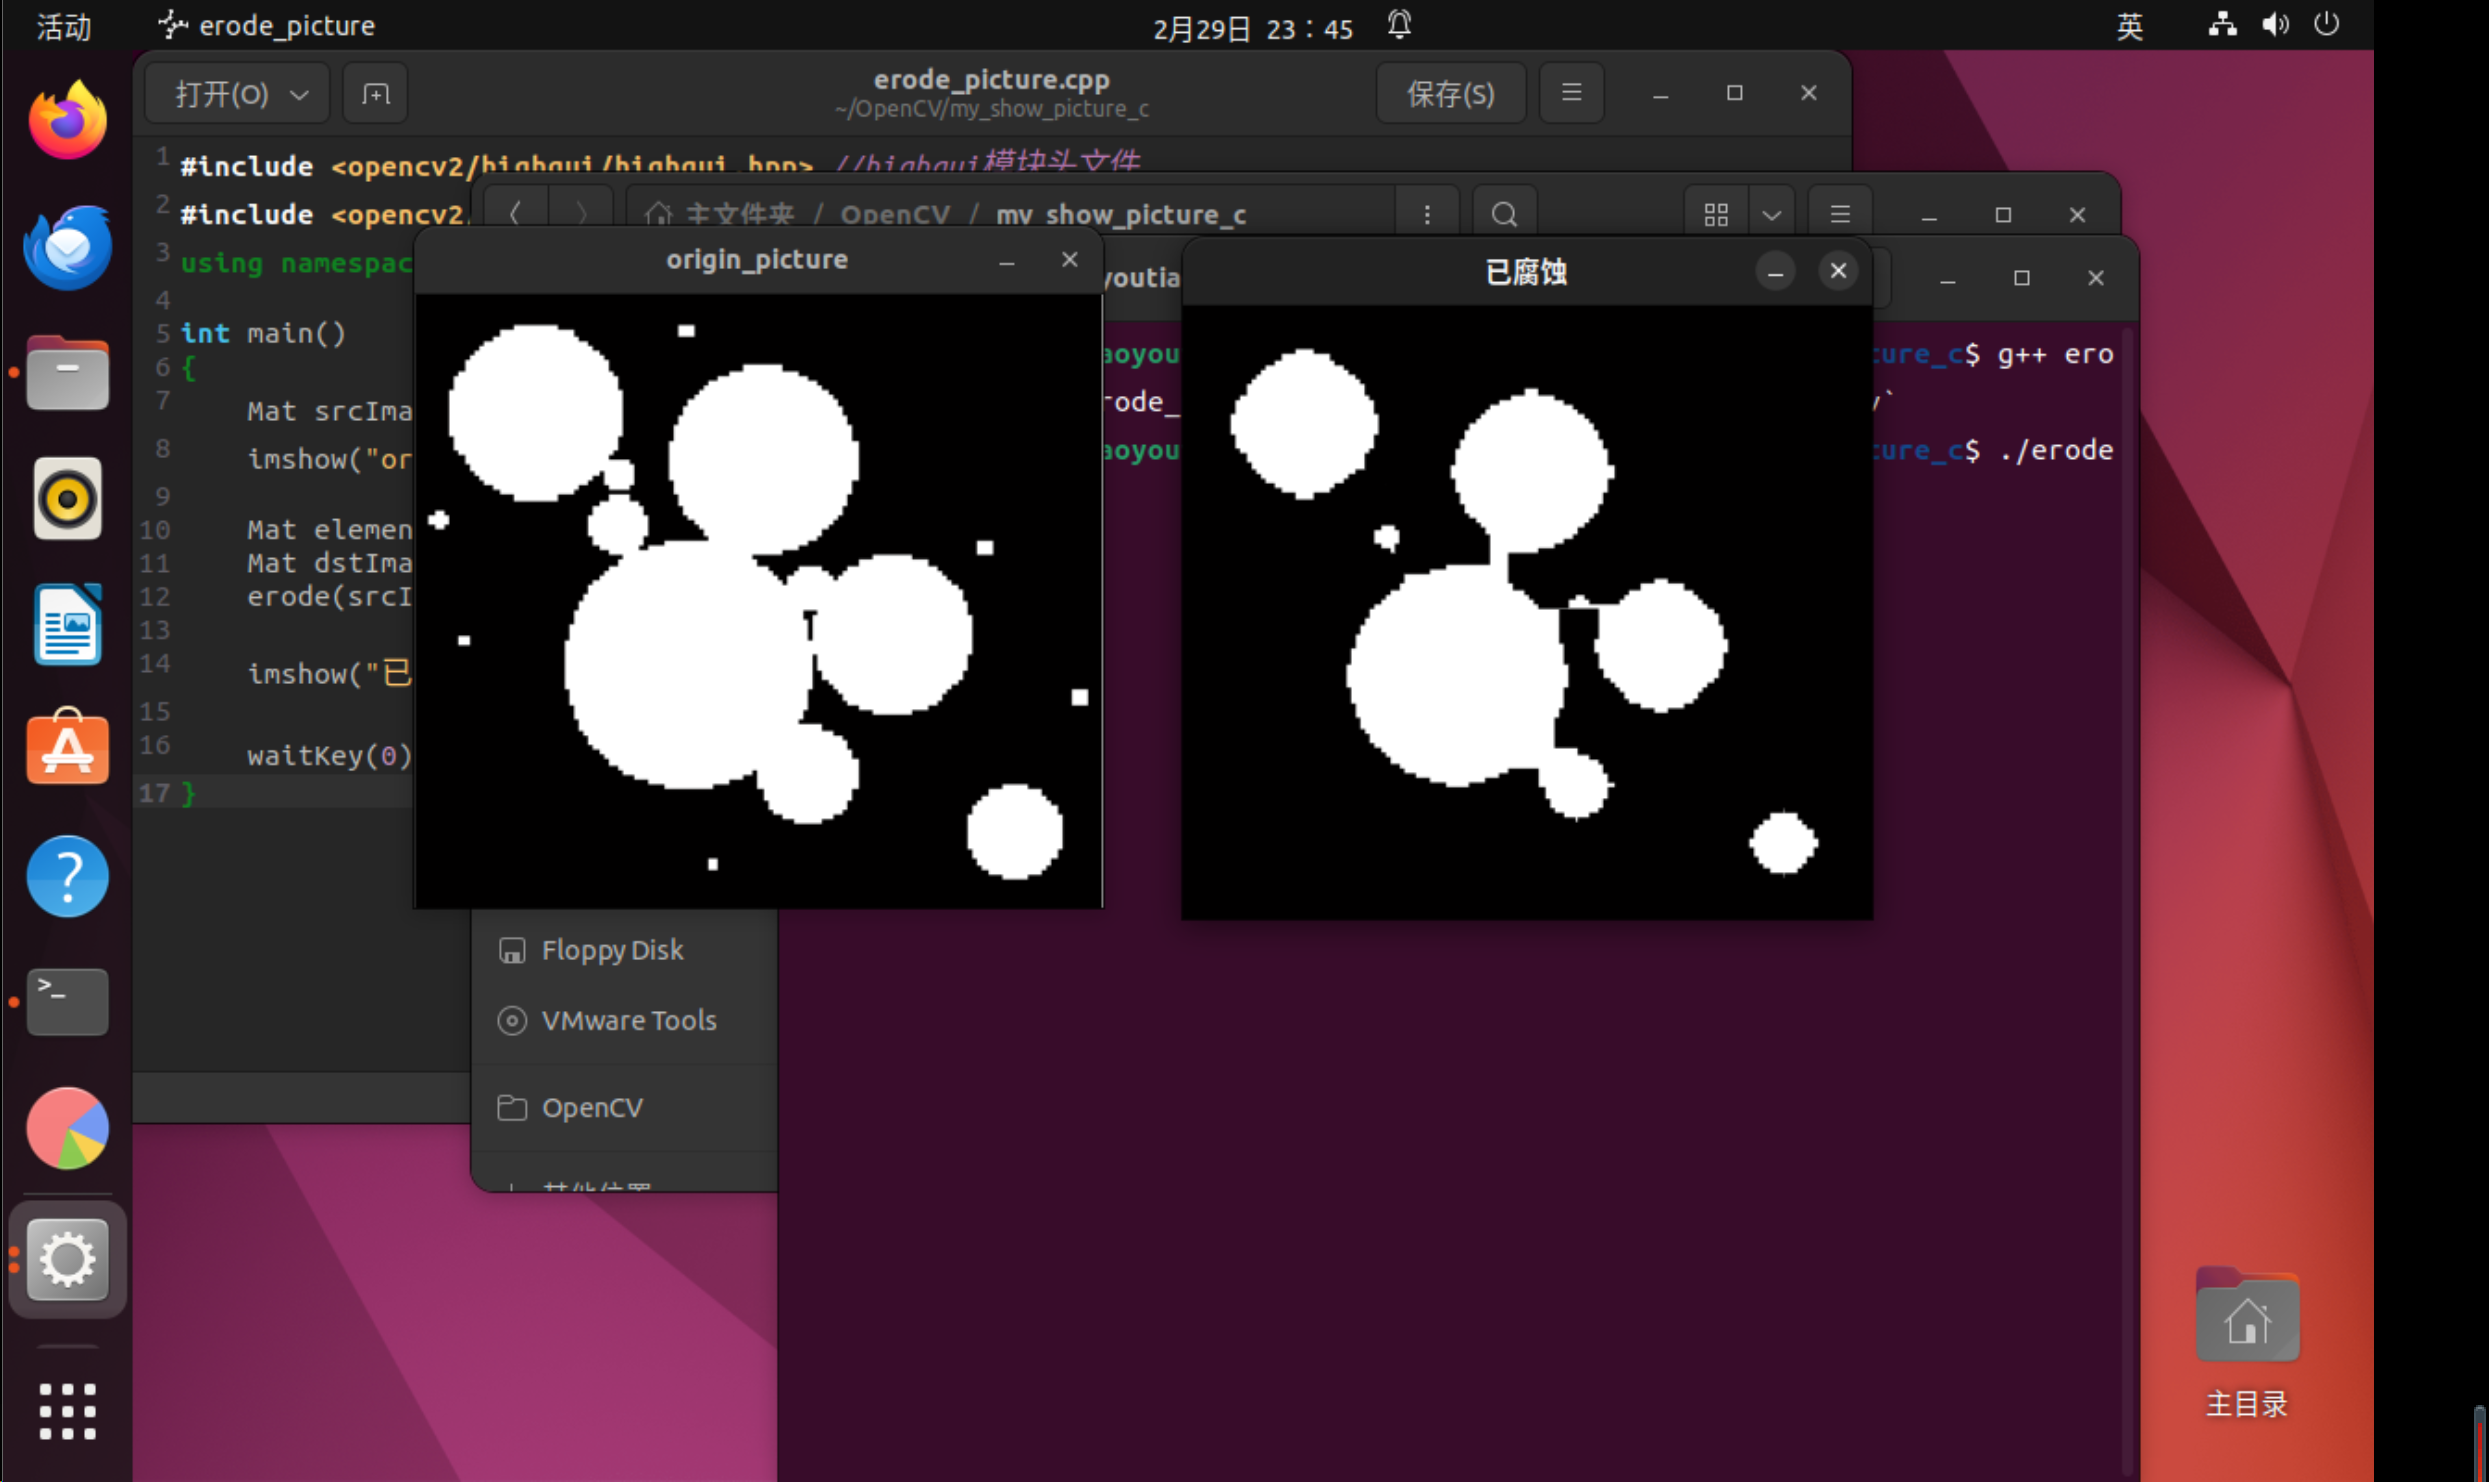 活动
erode_picture
2月29日 23：45
英
打开(O)
erode_picture.cpp
~/OpenCV/my_show_picture_c
保存(S)
1 #include <opencv2/highgui/highgui.hpp> //highgui模块头文件
2 #include <opencv2
主文件夹 / OpenCV / my_show_picture_c
3 using namespac
origin_picture
youtia
已腐蚀
4
5 int main()
6 {
7 Mat srcIma
8 imshow("or
9
10 Mat elemen
11 Mat dstIma
12 erode(srcI
13
14 imshow("已
15
16 waitKey(0)
17 }
aoyou
ture_c$ g++ ero
rode_
v`
aoyou
ture_c$ ./erode
Floppy Disk
VMware Tools
OpenCV
其他位置
主目录